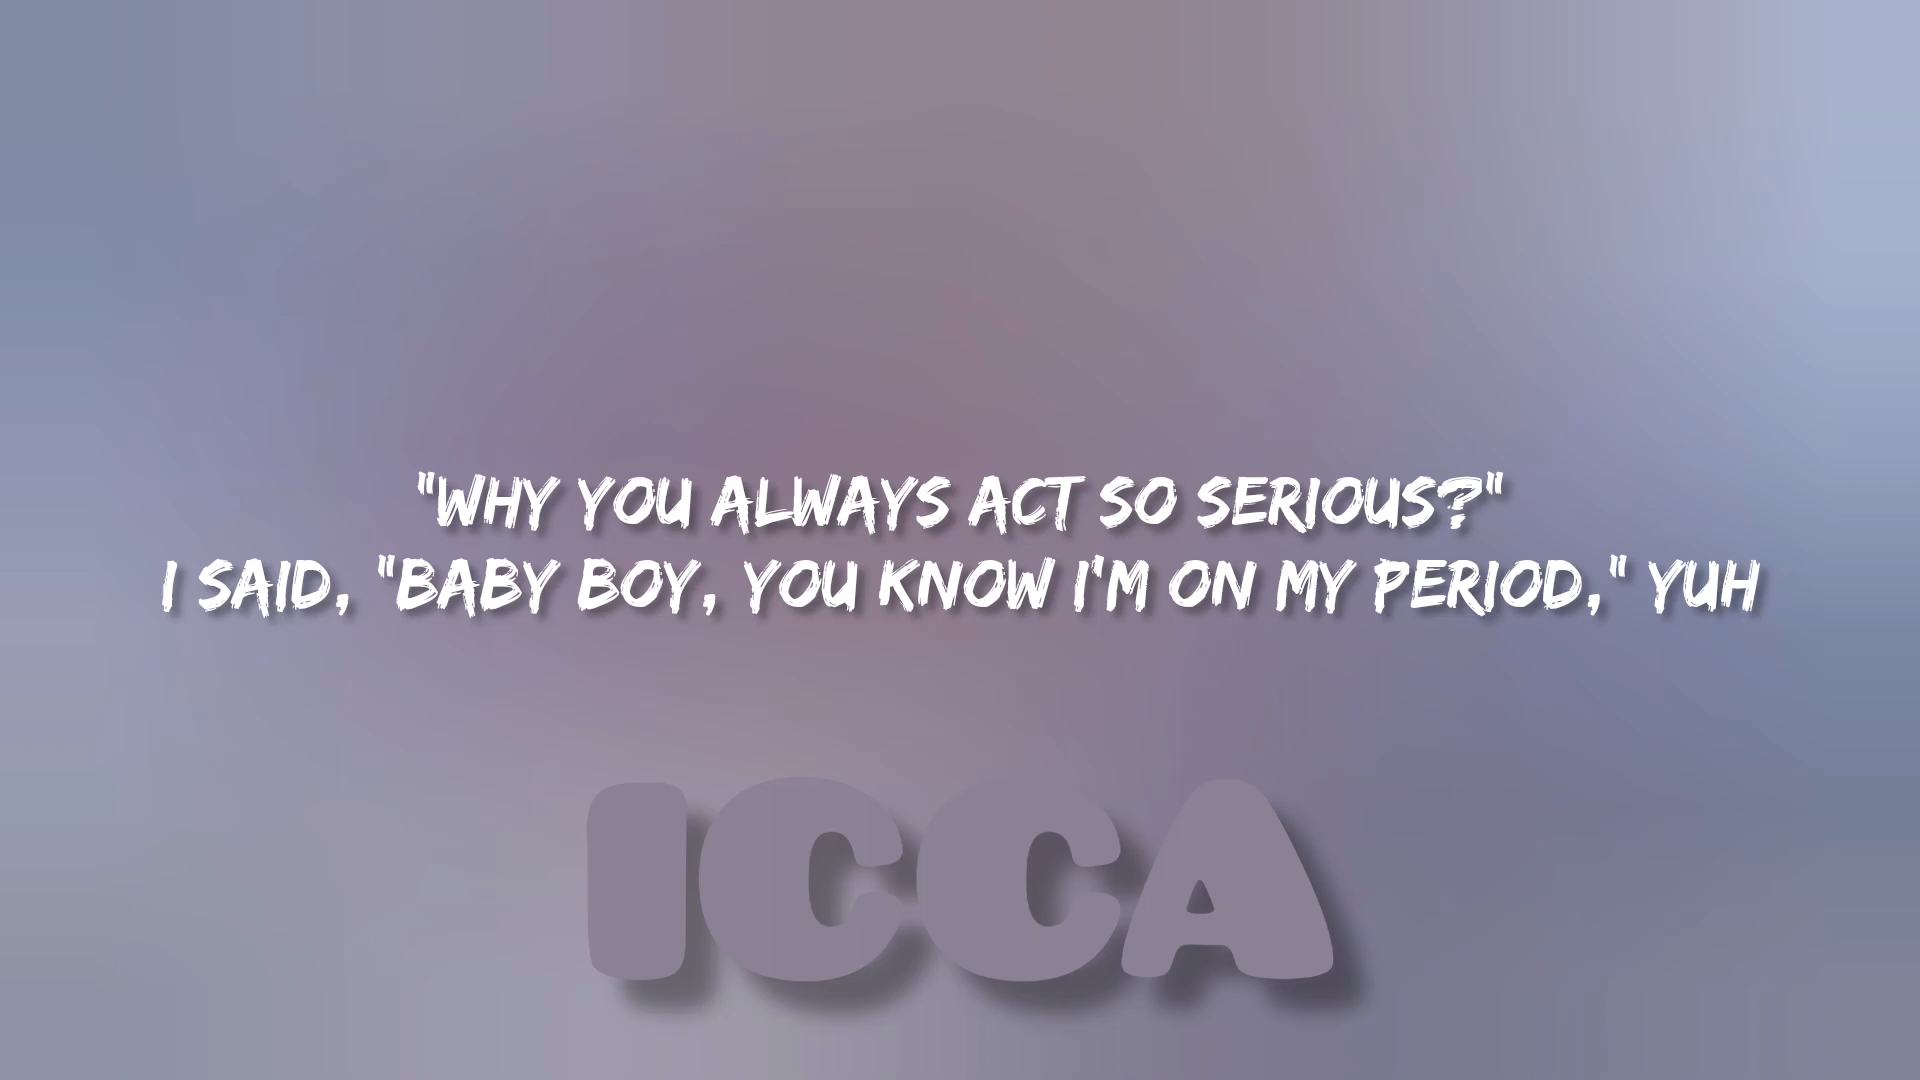 "WHY YOU ALWAYS ACT SO SERIOUS?"
I SAID, "BABY BOY, YOU KNOW I'M ON MY PERIOD," YUH
ICCA